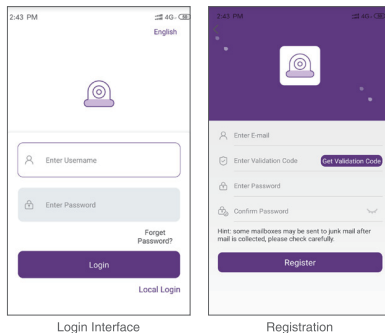 2:43 PM 4G
English
Enter Username
Enter Password
Forget
Password?
Login
Local Login
Login Interface
2:43 PM 4G
Enter E-mail
Enter Validation Code Get Validation Code
Enter Password
Confirm Password
Hint: some mailboxes may be sent to junk mail after
mail is collected, please check carefully.
Register
Registration